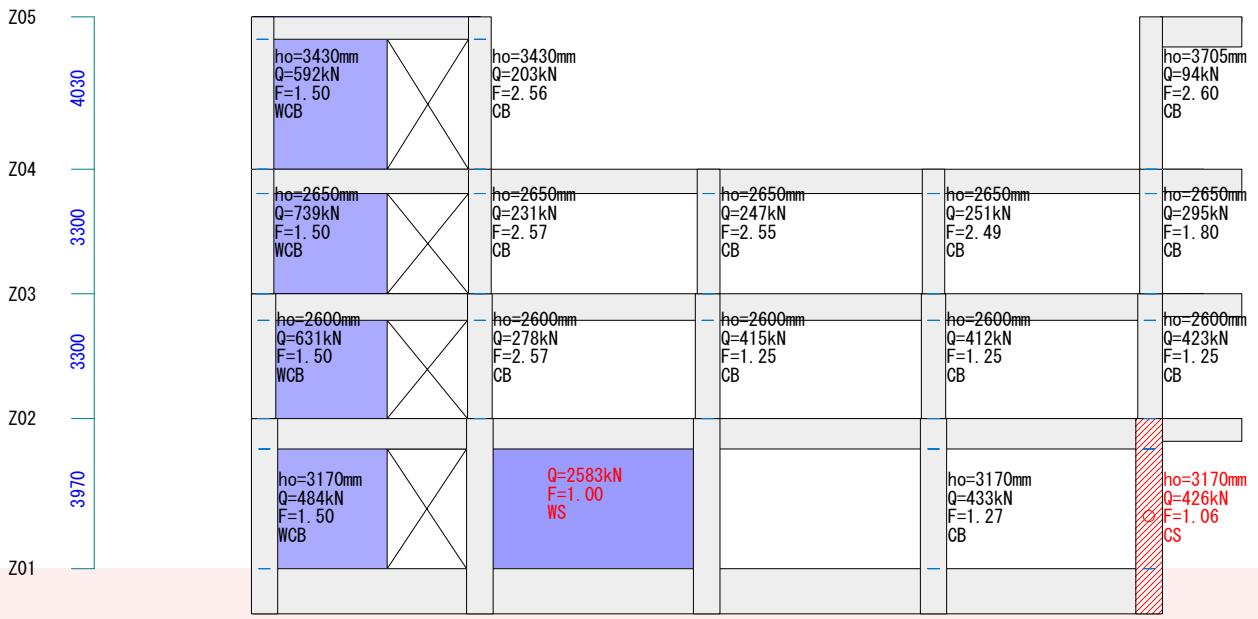 Z05
4030
ho=3430mm
Q=592kN
F=1.50
WCB
ho=3430mm
Q=203kN
F=2.56
CB
ho=3705mm
Q=94kN
F=2.60
CB
Z04
3300
ho=2650mm
Q=739kN
F=1.50
WCB
ho=2650mm
Q=231kN
F=2.57
CB
ho=2650mm
Q=247kN
F=2.55
CB
ho=2650mm
Q=251kN
F=2.49
CB
ho=2650mm
Q=295kN
F=1.80
CB
Z03
3300
ho=2600mm
Q=631kN
F=1.50
WCB
ho=2600mm
Q=278kN
F=2.57
CB
ho=2600mm
Q=415kN
F=1.25
CB
ho=2600mm
Q=412kN
F=1.25
CB
ho=2600mm
Q=423kN
F=1.25
CB
Z02
3970
ho=3170mm
Q=484kN
F=1.50
WCB
Q=2583kN
F=1.00
WS
ho=3170mm
Q=433kN
F=1.27
CB
ho=3170mm
Q=426kN
F=1.06
CS
Z01